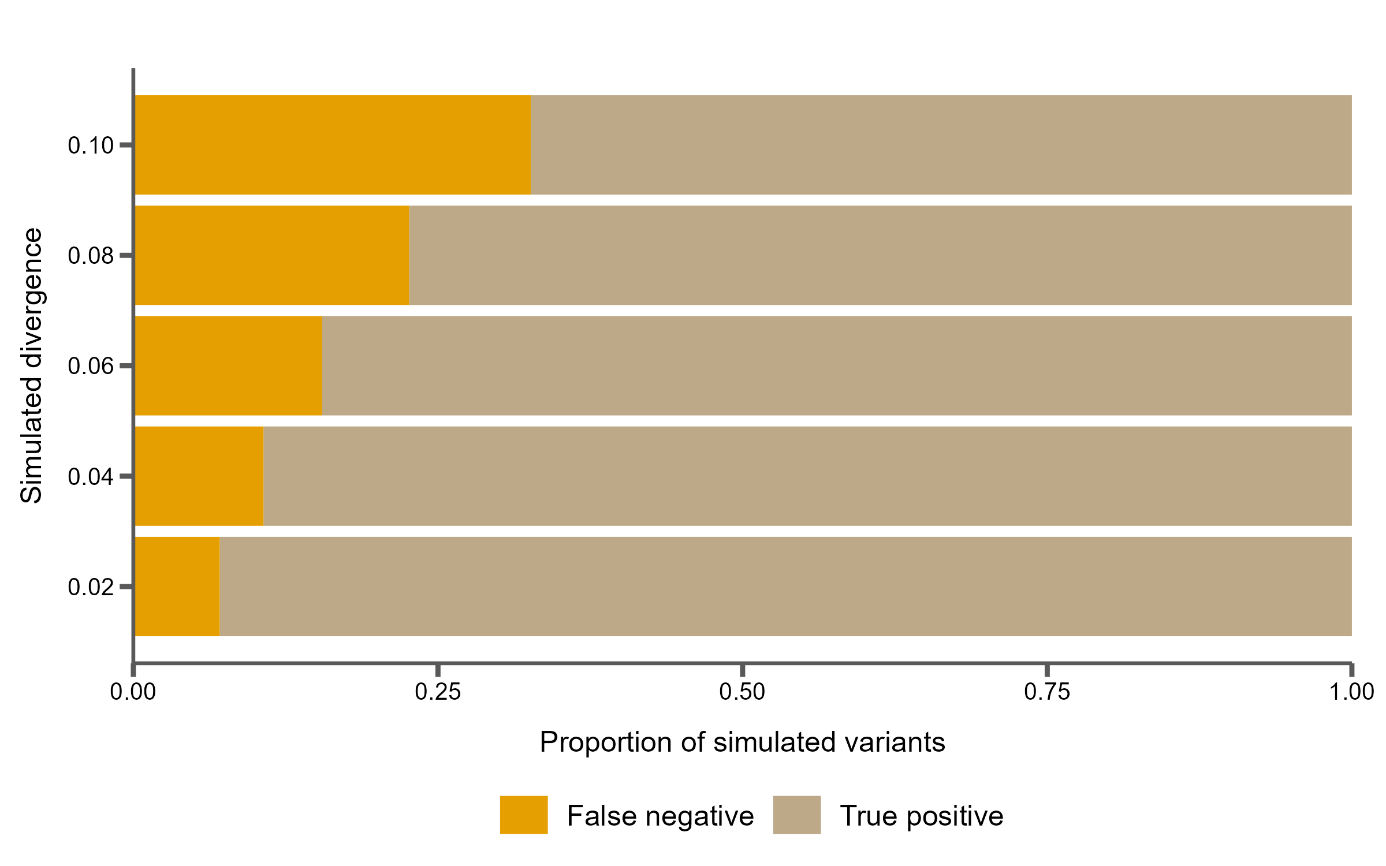 Simulated divergence
0.10
0.08
0.06
0.04
0.02
0.00 0.25 0.50 0.75 1.00
Proportion of simulated variants
False negative True positive